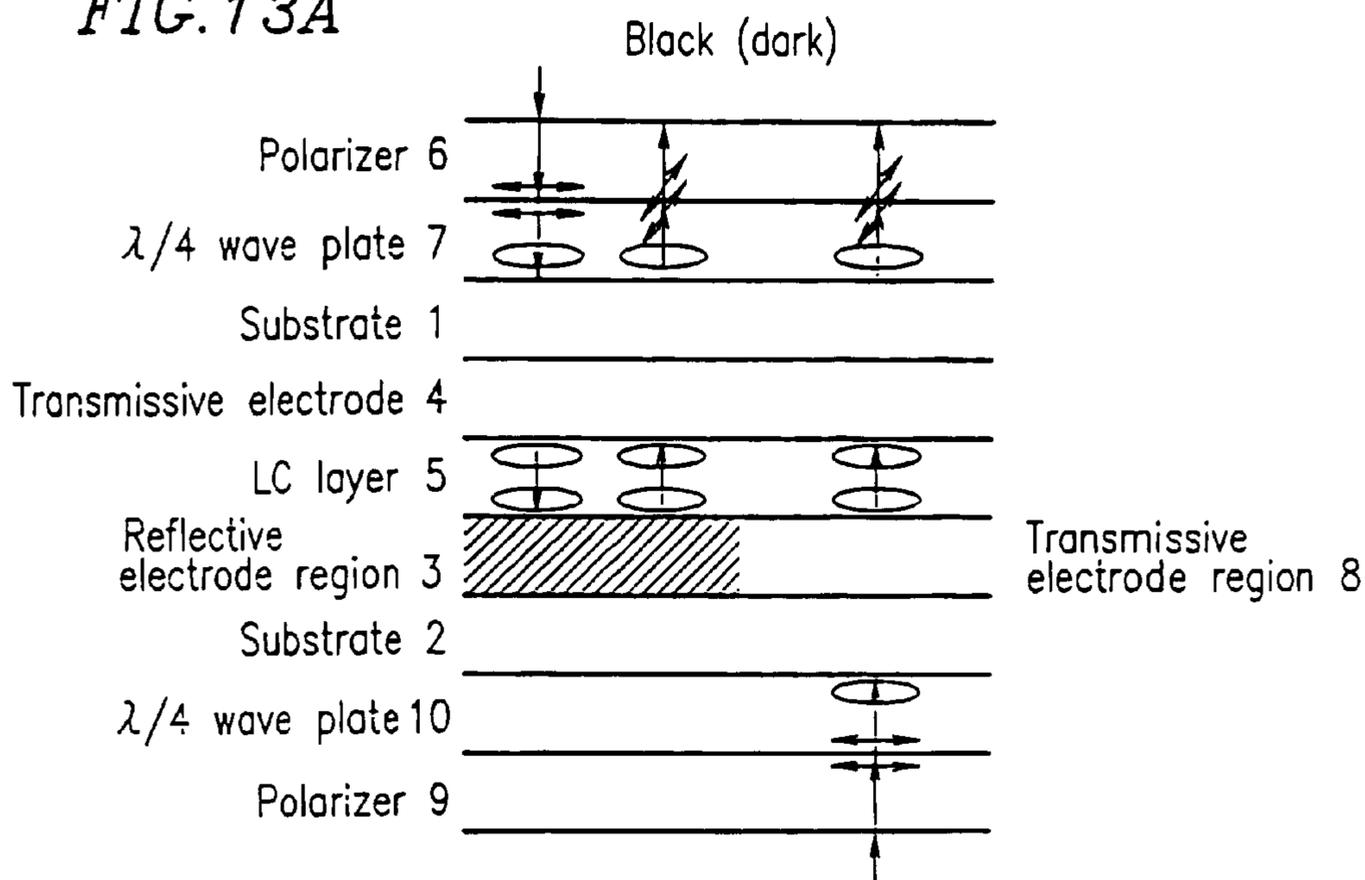 FIG.13A
Black (dark)
Polarizer 6
λ/4 wave plate 7
Substrate 1
Transmissive electrode 4
LC layer 5
Reflective
electrode region 3
Transmissive
electrode region 8
Substrate 2
λ/4 wave plate 10
Polarizer 9